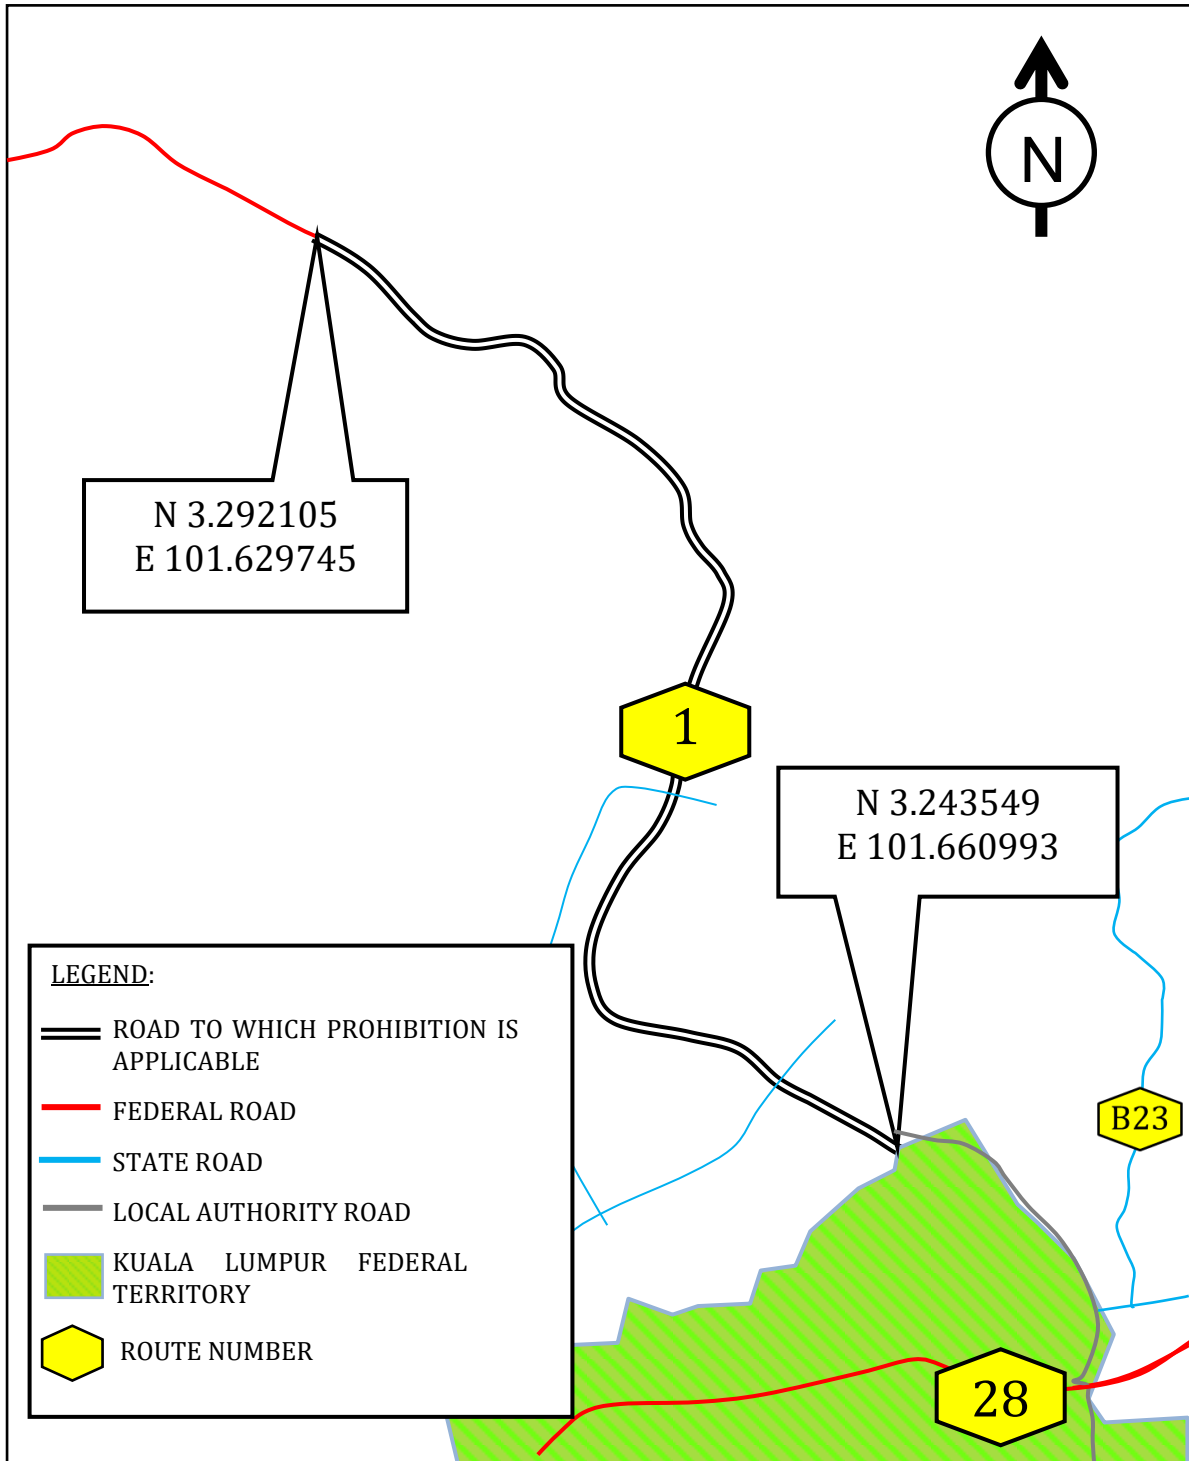 N
N 3.292105
E 101.629745
1
N 3.243549
E 101.660993
LEGEND:
ROAD TO WHICH PROHIBITION IS
APPLICABLE
FEDERAL ROAD
STATE ROAD
LOCAL AUTHORITY ROAD
KUALA LUMPUR FEDERAL
TERRITORY
ROUTE NUMBER
B23
28